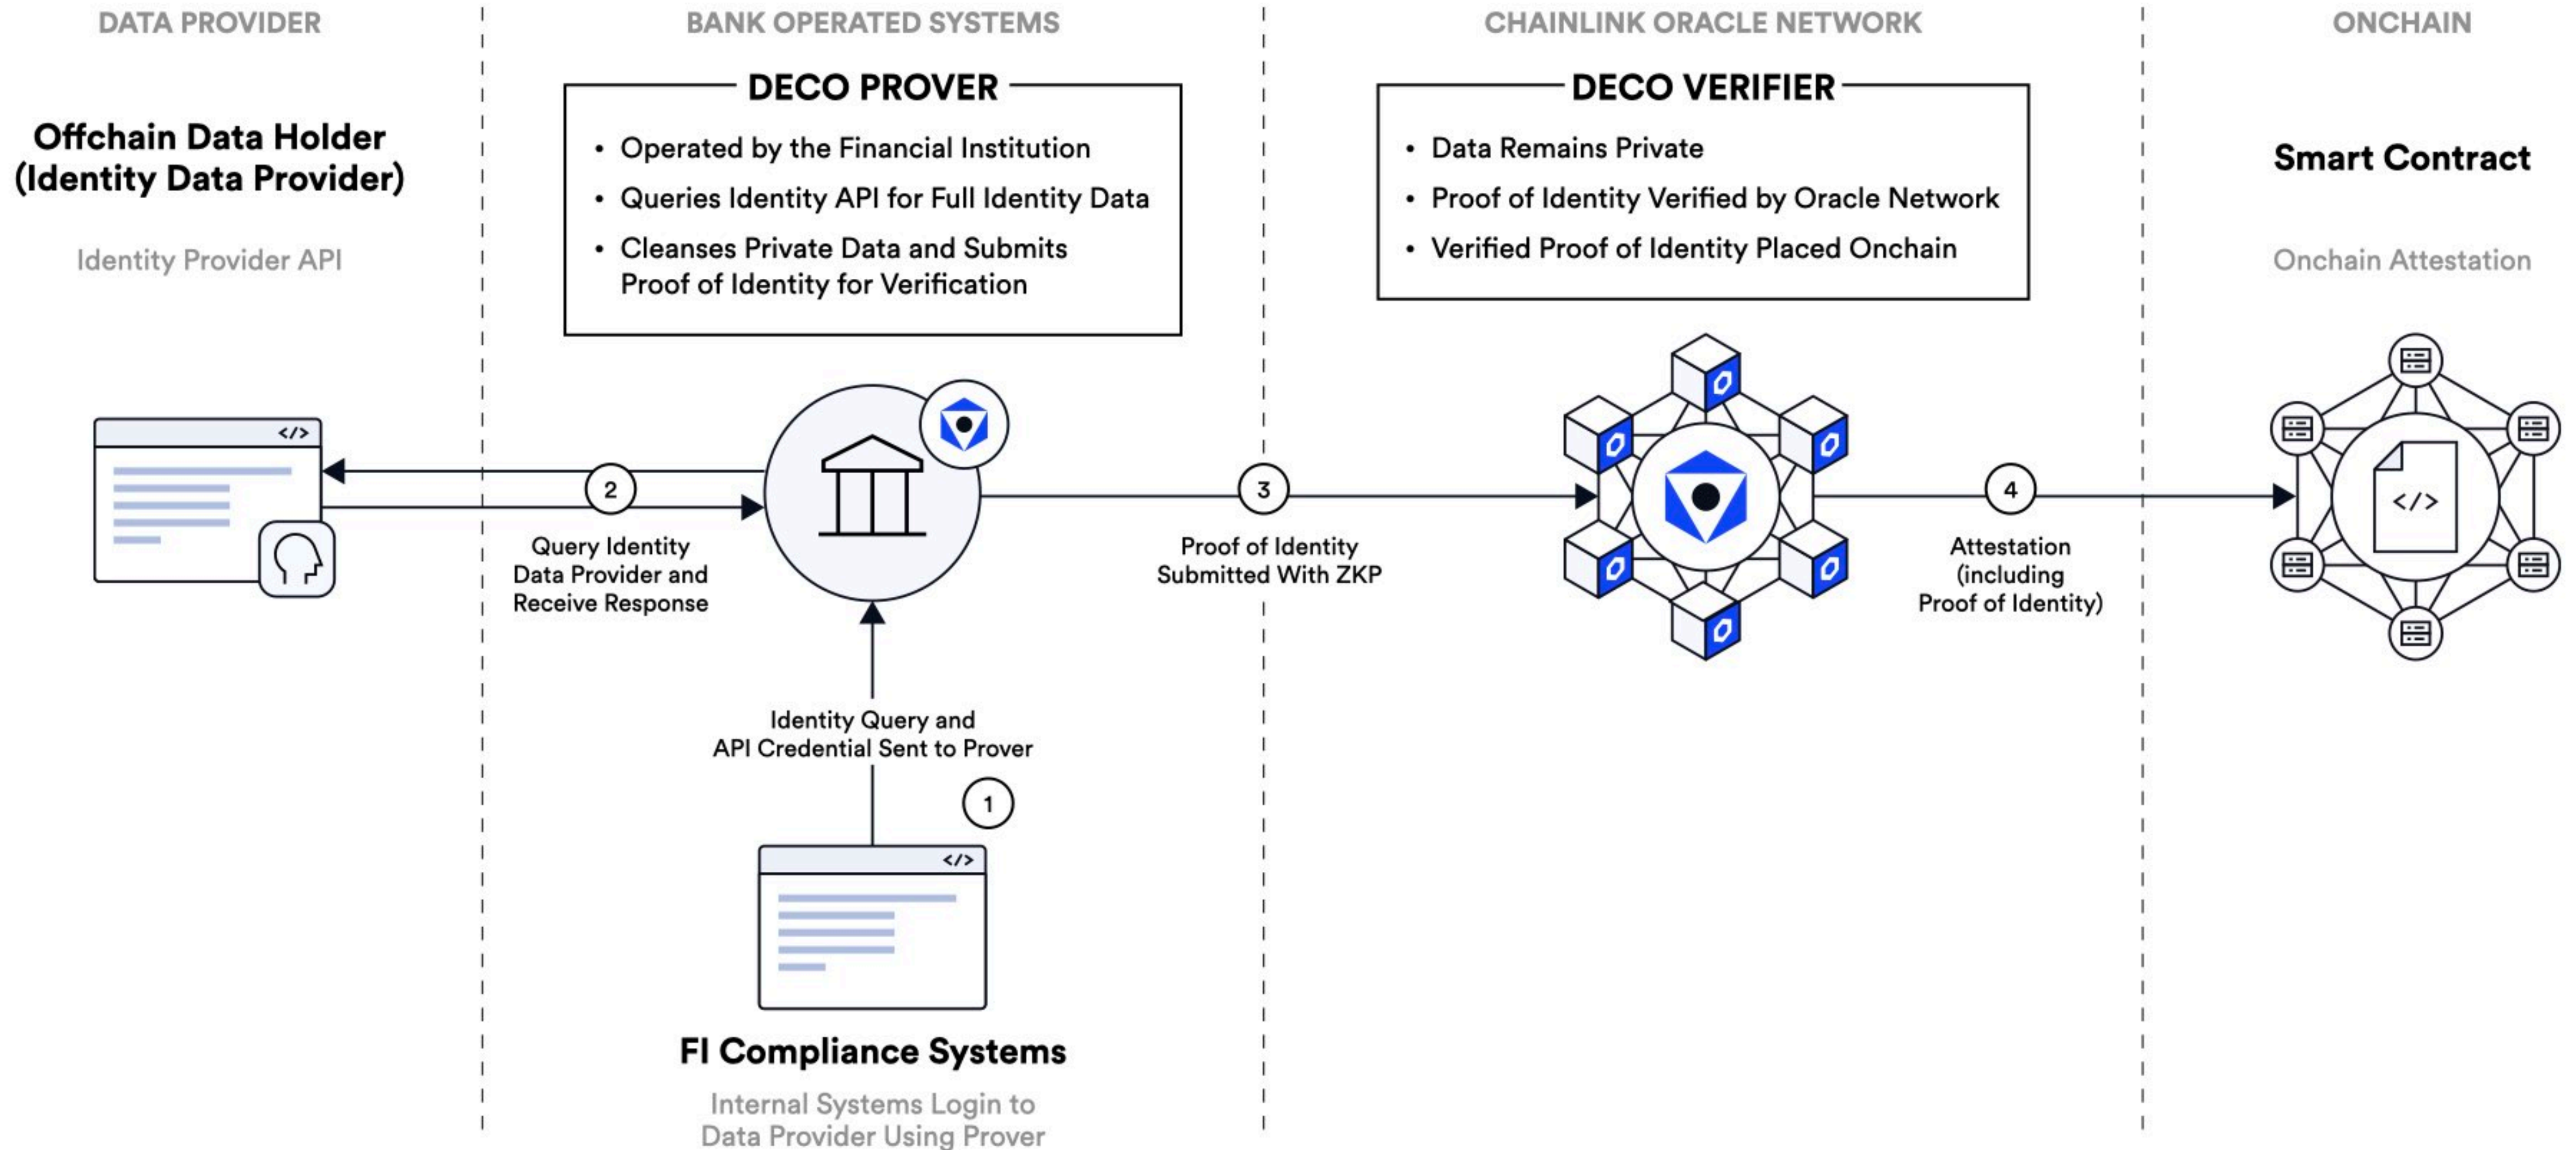 DATA PROVIDER
BANK OPERATED SYSTEMS
CHAINLINK ORACLE NETWORK
ONCHAIN
Offchain Data Holder
(Identity Data Provider)
Identity Provider API
DECO PROVER
• Operated by the Financial Institution
• Queries Identity API for Full Identity Data
• Cleanses Private Data and Submits
Proof of Identity for Verification
DECO VERIFIER
• Data Remains Private
• Proof of Identity Verified by Oracle Network
• Verified Proof of Identity Placed Onchain
Smart Contract
Onchain Attestation
</>
2
Query Identity
Data Provider and
Receive Response
3
Proof of Identity
Submitted With ZKP
4
Attestation
(including
Proof of Identity)
</>
Identity Query and
API Credential Sent to Prover
1
</>
FI Compliance Systems
Internal Systems Login to
Data Provider Using Prover